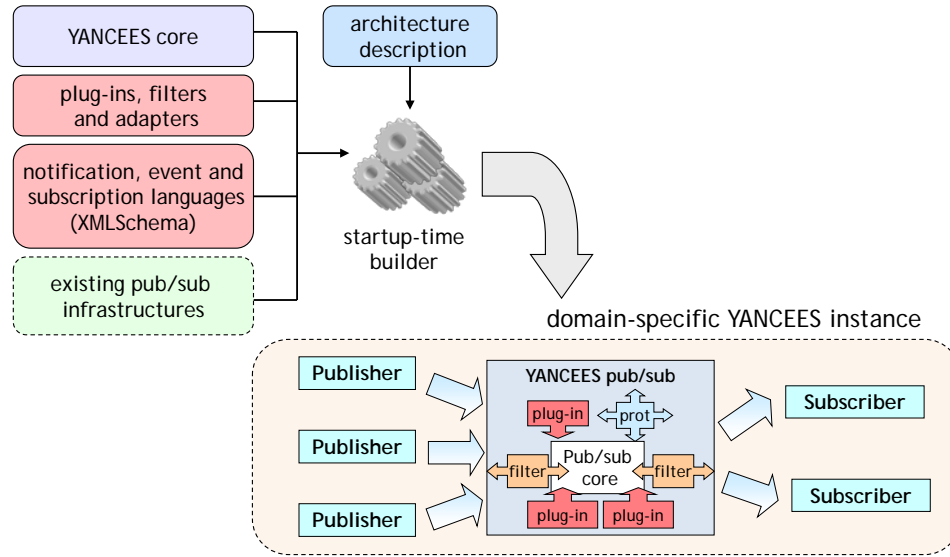 YANCEES core
architecture
description
plug-ins, filters
and adapters
notification, event and
subscription languages
(XMLSchema)
startup-time
builder
existing pub/sub
infrastructures
domain-specific YANCEES instance
Publisher
Publisher
Publisher
YANCEES pub/sub
plug-in
prot
filter
Pub/sub
core
filter
plug-in
plug-in
Subscriber
Subscriber